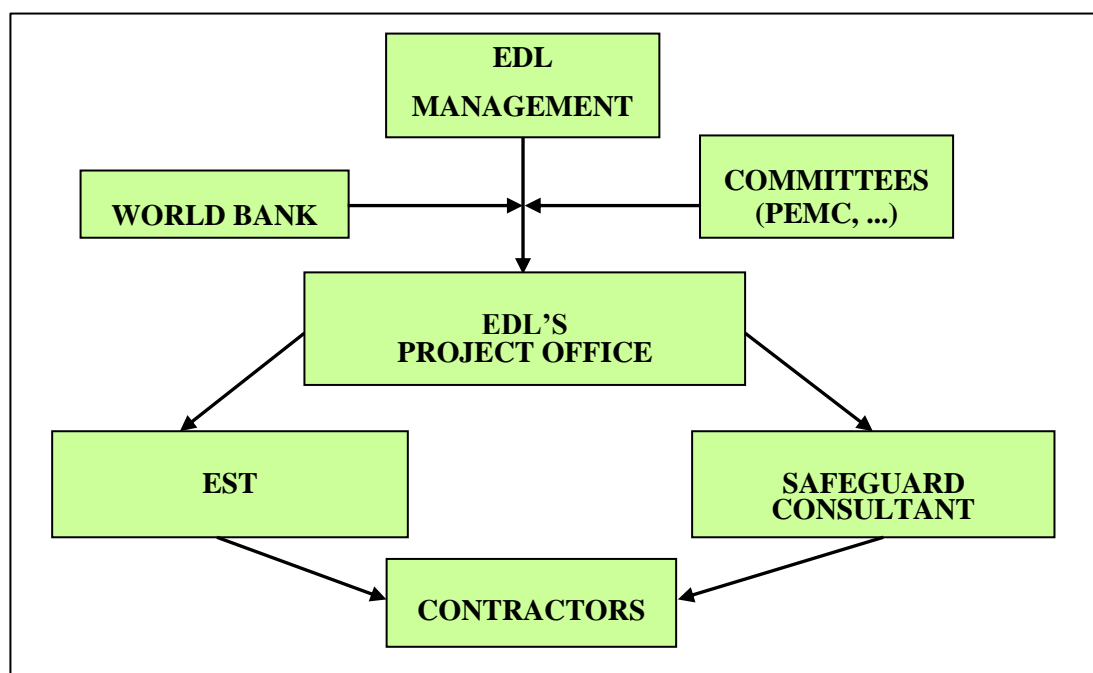 EDL
MANAGEMENT
WORLD BANK
COMMITTEES
(PEMC, ...)
EDL’S
PROJECT OFFICE
EST
SAFEGUARD
CONSULTANT
CONTRACTORS